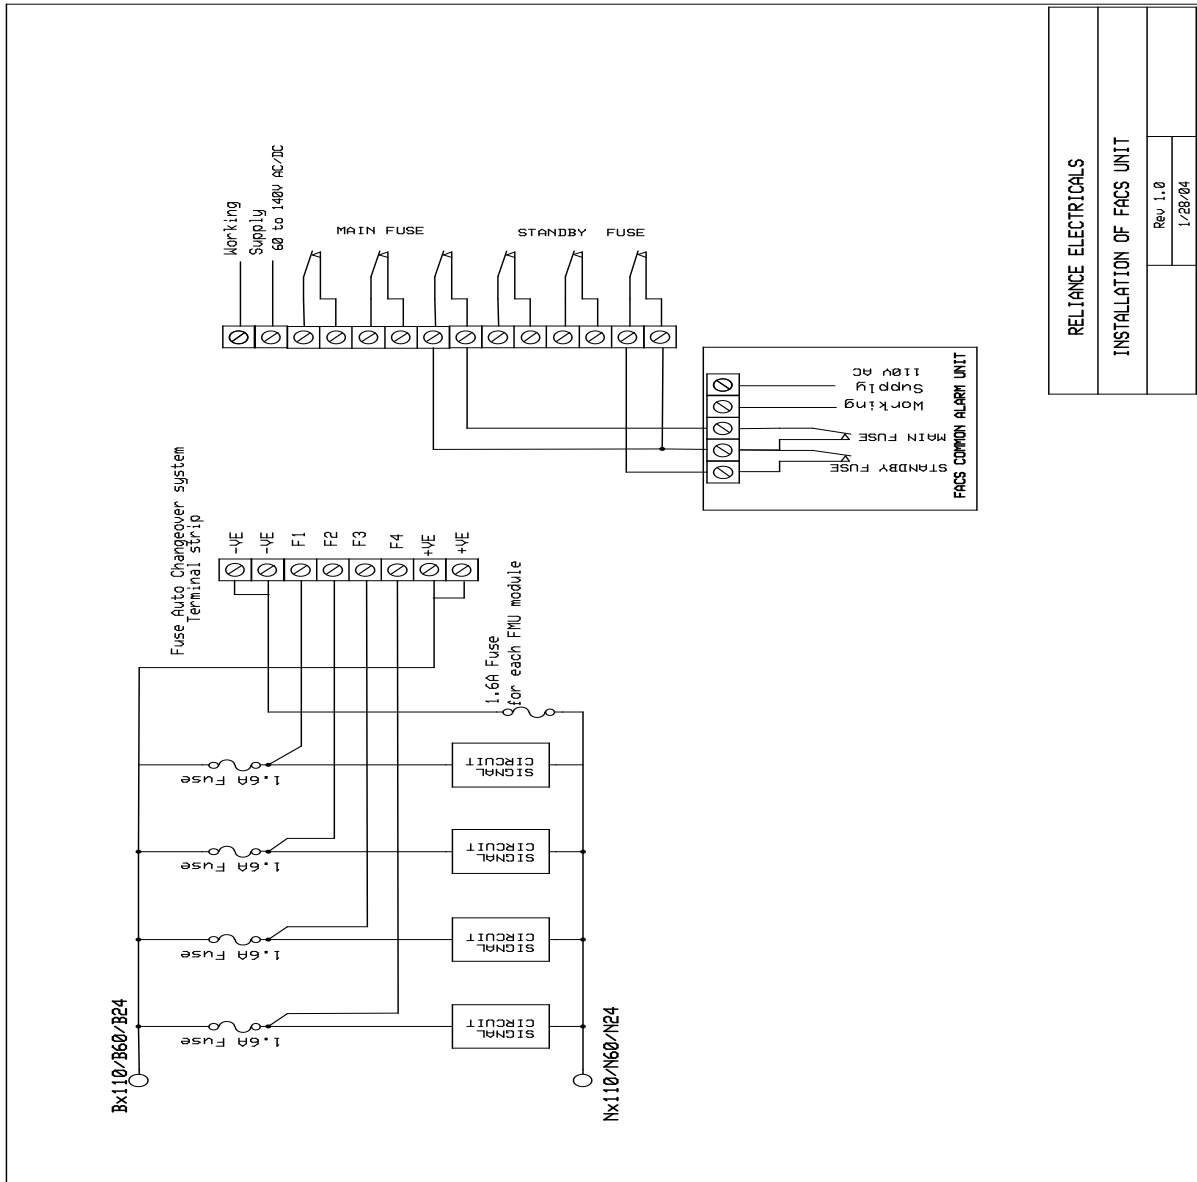 Working
Supply
60 to 140V AC/DC
MAIN FUSE
STANDBY FUSE
110V AC
Supply
Working
MAIN FUSE
STANDBY FUSE
FACS COMMON ALARM UNIT
Fuse Auto Changeover system
Terminal strip
-VE
-VE
F1
F2
F3
F4
+VE
+VE
1.6A Fuse
for each FMU module
1.6A Fuse
SIGNAL
CIRCUIT
1.6A Fuse
SIGNAL
CIRCUIT
1.6A Fuse
SIGNAL
CIRCUIT
1.6A Fuse
SIGNAL
CIRCUIT
Bx110/B60/B24
Nx110/N60/N24
RELIANCE ELECTRICALS
INSTALLATION OF FACS UNIT
Rev 1.0
1/28/04